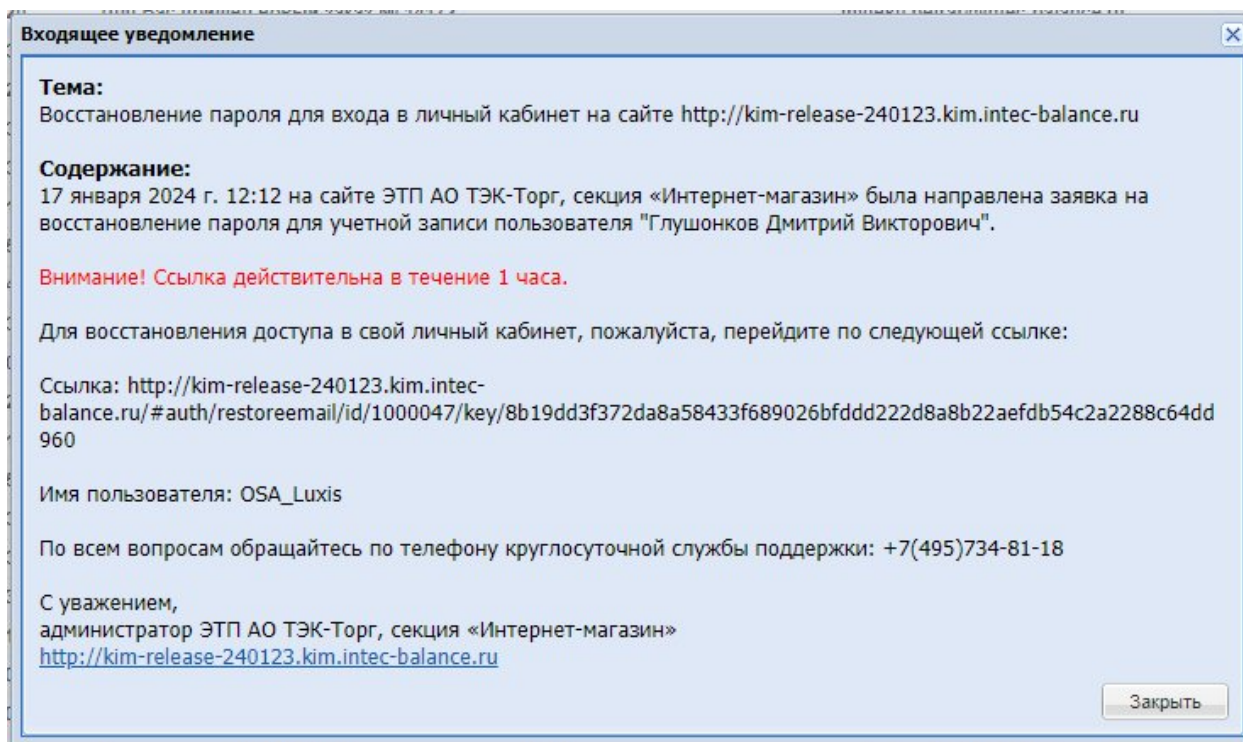 Входящее уведомление
Тема:
Восстановление пароля для входа в личный кабинет на сайте http://kim-release-240123.kim.intec-balance.ru
Содержание:
17 января 2024 г. 12:12 на сайте ЭТП АО ТЭК-Торг, секция «Интернет-магазин» была направлена заявка на
восстановление пароля для учетной записи пользователя "Глушонков Дмитрий Викторович".
Внимание! Ссылка действительна в течение 1 часа.
Для восстановления доступа в свой личный кабинет, пожалуйста, перейдите по следующей ссылке:
Ссылка: http://kim-release-240123.kim.intec-
balance.ru/#auth/restoreemail/id/1000047/key/8b19dd3f372da8a58433f689026bfddd222d8a8b22aefdb54c2a2288c64dd
960
Имя пользователя: OSA_Luxis
По всем вопросам обращайтесь по телефону круглосуточной службы поддержки: +7(495)734-81-18
С уважением,
администратор ЭТП АО ТЭК-Торг, секция «Интернет-магазин»
http://kim-release-240123.kim.intec-balance.ru
Закрыть